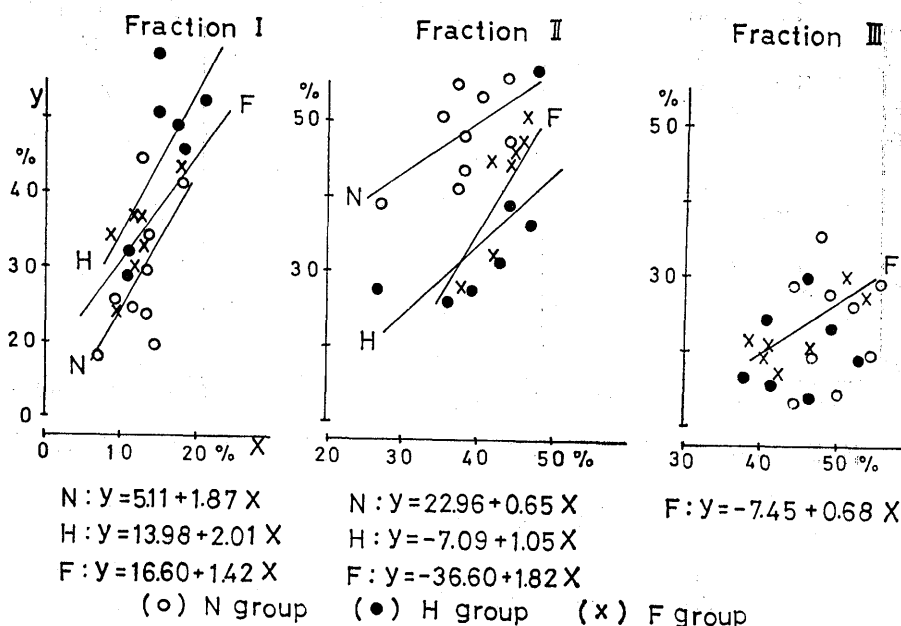 Fraction I
Fraction II
Fraction III
y
%
40
30
20
0
H
N
F
0
10
20
%
X
%
50
30
N
H
F
20
30
40
50
%
%
50
30
F
30
40
50
%
N : y = 5.11 + 1.87 X
H : y = 13.98 + 2.01 X
F : y = 16.60 + 1.42 X
N : y = 22.96 + 0.65 X
H : y = -7.09 + 1.05 X
F : y = -36.60 + 1.82 X
F : y = -7.45 + 0.68 X
(o) N group (●) H group (x) F group